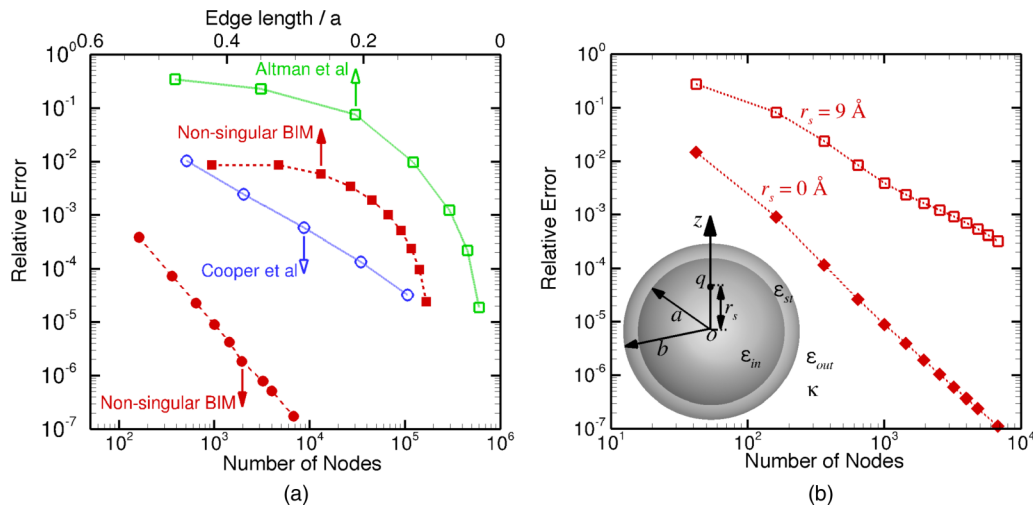 (a)
Edge length / a
0.6 0.4 0.2 0
10^0
10^-1
10^-2
10^-3
10^-4
10^-5
10^-6
10^-7
Relative Error
Altman et al
Non-singular BIM
Cooper et al
Non-singular BIM
10^2 10^3 10^4 10^5 10^6
Number of Nodes
(a)
(b)
10^0
10^-1
10^-2
10^-3
10^-4
10^-5
10^-6
10^-7
Relative Error
r_s = 9 Å
r_s = 0 Å
z
q
ε_st
a
r_s
o
b
ε_in
ε_out
κ
10^1 10^2 10^3 10^4
Number of Nodes
(b)